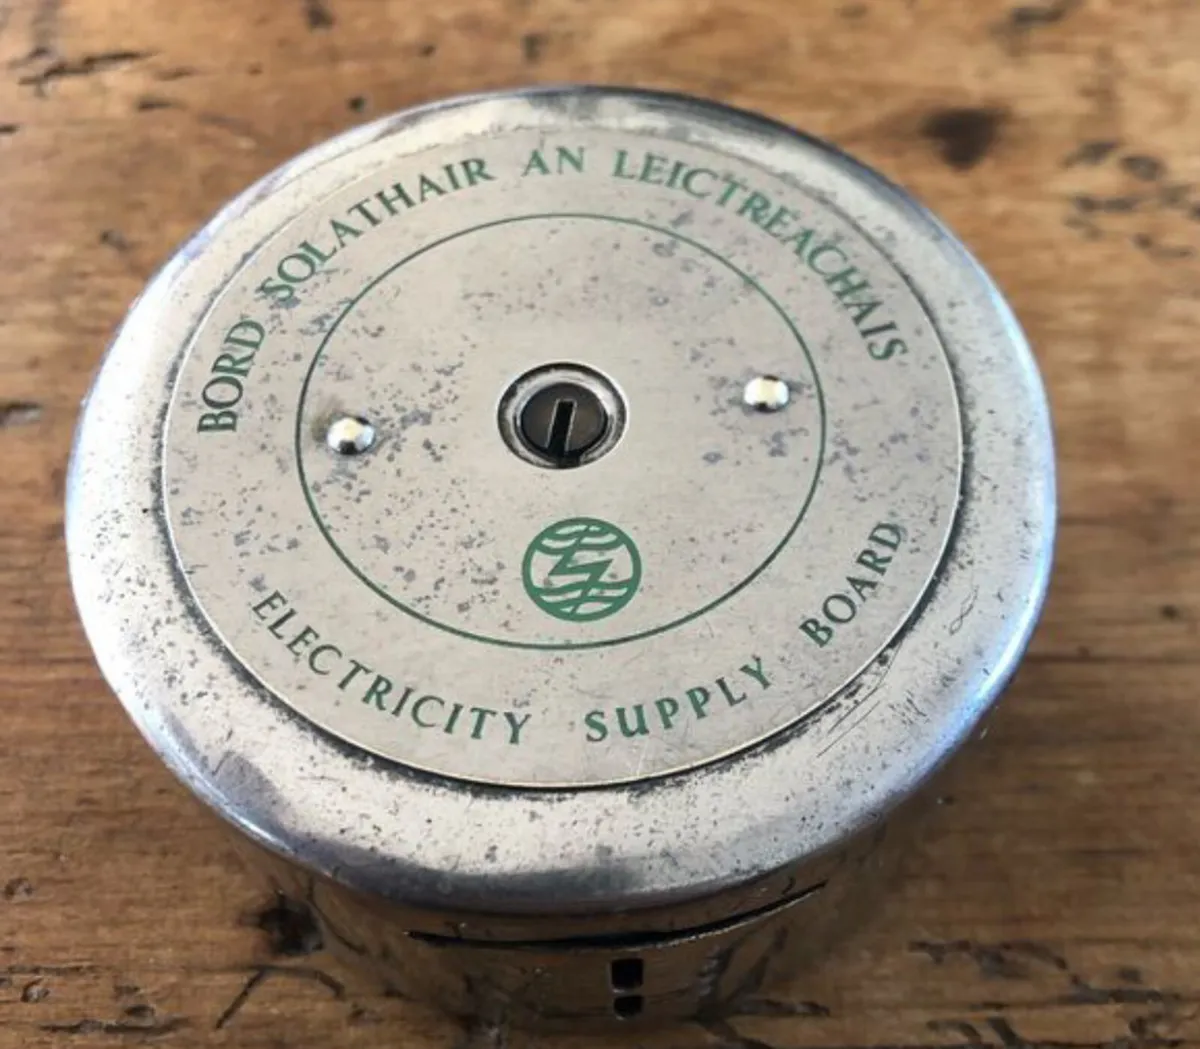 BORD SOLATHAIR AN LEICTREACHAIS
ELECTRICITY SUPPLY BOARD